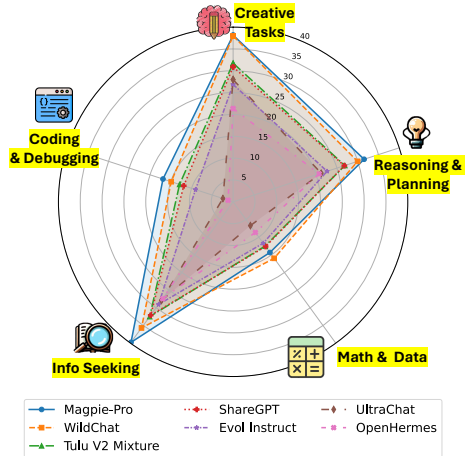 Creative
Tasks
40
35
30
25
20
15
10
5
Coding
& Debugging
Reasoning &
Planning
Info Seeking
Math & Data
Magpie-Pro
WildChat
Tulu V2 Mixture
ShareGPT
Evol Instruct
UltraChat
OpenHermes